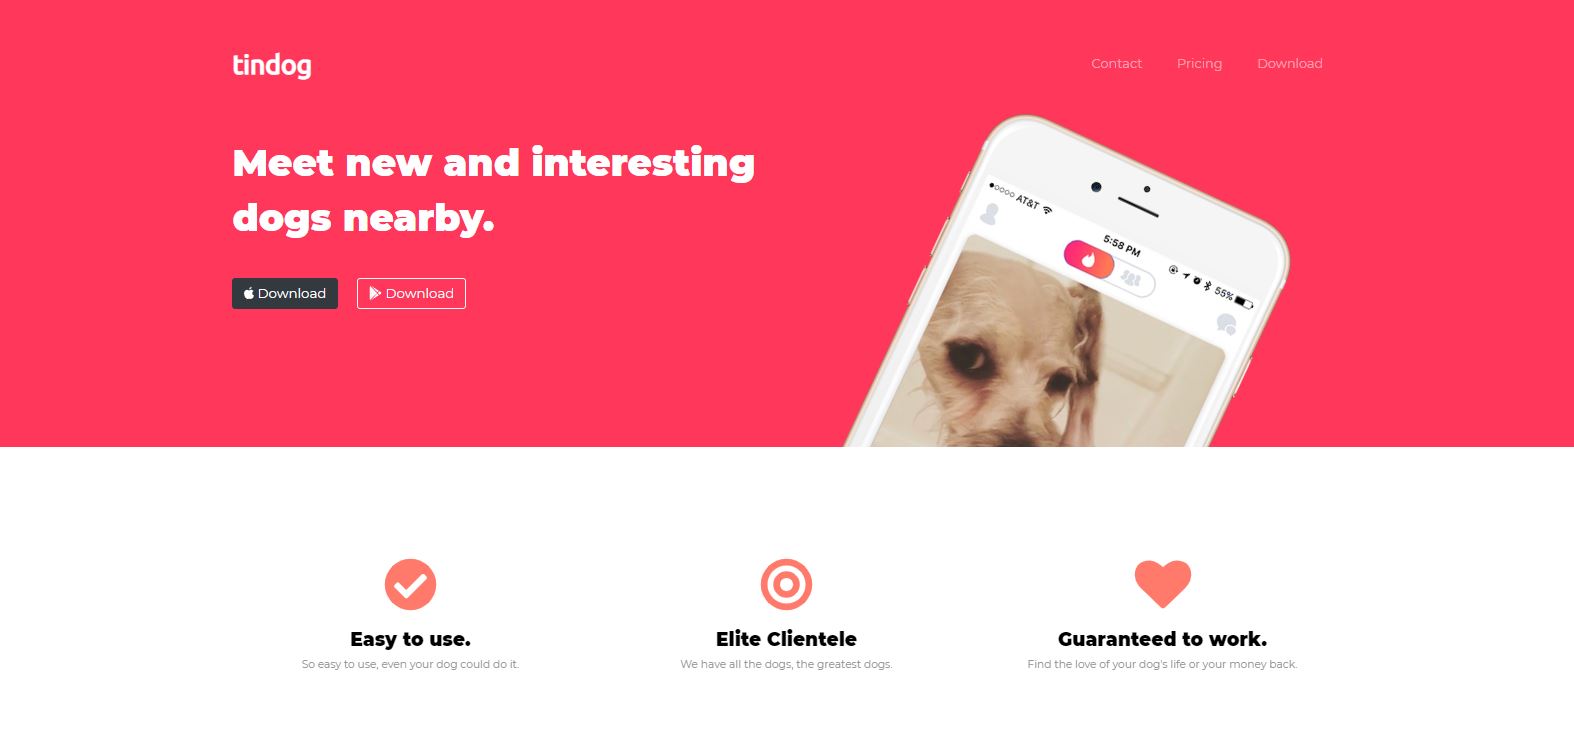 tindog
Contact Pricing Download
Meet new and interesting
dogs nearby.
Download Download
AT&T
5:58 PM
55%
Easy to use.
So easy to use, even your dog could do it.
Elite Clientele
We have all the dogs, the greatest dogs.
Guaranteed to work.
Find the love of your dog's life or your money back.